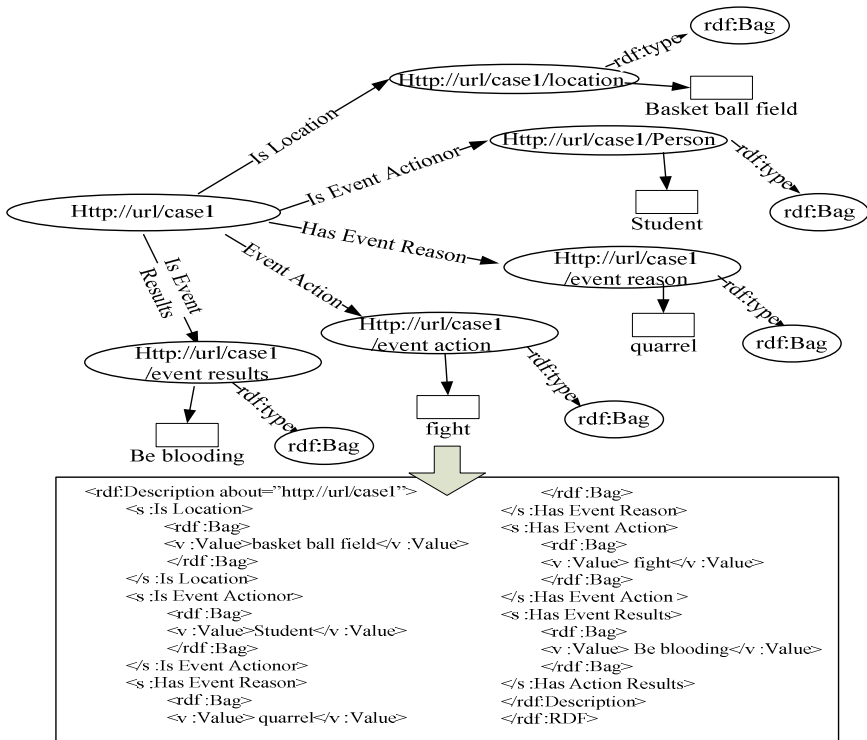 rdf:Bag
rdf:type
Http://url/case1/location
Basket ball field
Is Location
Http://url/case1/Person
rdf:type
Is Event Actionor
Student
rdf:Bag
Http://url/case1
Has Event Reason
Http://url/case1
/event reason
rdf:type
Is Event
Results
Event Action
Http://url/case1
/event action
quarrel
rdf:Bag
Http://url/case1
/event results
rdf:type
rdf:type
fight
rdf:Bag
Be blooding
rdf:Bag
<rdf:Description about="http://url/case1">
<s :Is Location>
<rdf:Bag>
<v :Value>basket ball field</v :Value>
</rdf:Bag>
</s :Is Location>
<s :Is Event Actionor>
<rdf:Bag>
<v :Value>Student</v :Value>
</rdf:Bag>
</s :Is Event Actionor>
<s :Has Event Reason>
<rdf:Bag>
<v :Value> quarrel</v :Value>
</rdf:Bag>
</s :Has Event Reason>
<s :Has Event Action>
<rdf:Bag>
<v :Value> fight</v :Value>
</rdf:Bag>
</s :Has Event Action >
<s :Has Event Results>
<rdf:Bag>
<v :Value> Be blooding</v :Value>
</rdf:Bag>
</s :Has Action Results>
</rdf:Description>
</rdf:RDF>